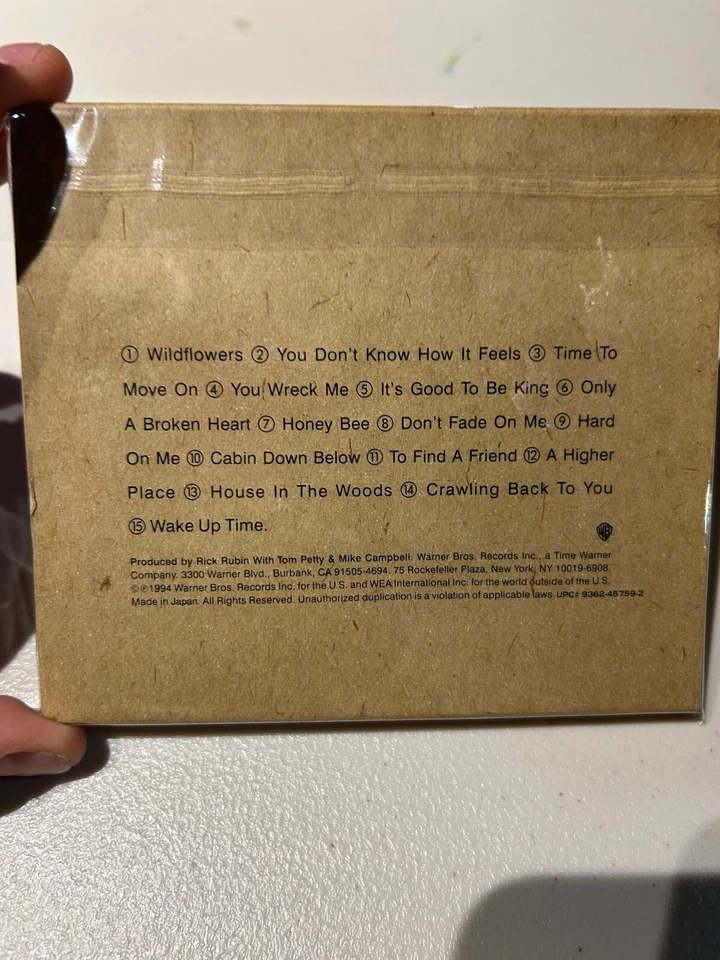 ① Wildflowers ② You Don't Know How It Feels ③ Time To
Move On ④ You Wreck Me ⑤ It's Good To Be King ⑥ Only
A Broken Heart ⑦ Honey Bee ⑧ Don't Fade On Me ⑨ Hard
On Me ⑩ Cabin Down Below ⑪ To Find A Friend ⑫ A Higher
Place ⑬ House In The Woods ⑭ Crawling Back To You
⑮ Wake Up Time.
WB
Produced by Rick Rubin With Tom Petty & Mike Campbell. Warner Bros. Records Inc., a Time Warner
Company. 3300 Warner Blvd., Burbank, CA 91505-4694. 75 Rockefeller Plaza, New York, NY 10019-6908.
©℗1994 Warner Bros. Records Inc. for the U.S. and WEA International Inc. for the world outside of the U.S.
Made in Japan. All Rights Reserved. Unauthorized duplication is a violation of applicable laws. UPC# 9362-45759-2